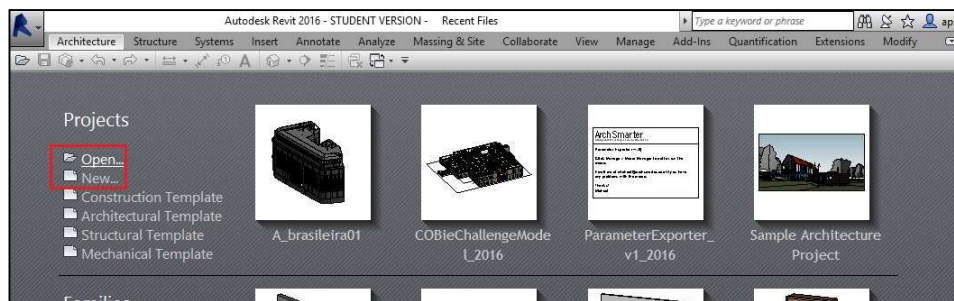 Autodesk Revit 2016 - STUDENT VERSION - Recent Files
Type a keyword or phrase
ap
Architecture Structure Systems Insert Annotate Analyze Massing & Site Collaborate View Manage Add-Ins Quantification Extensions Modify
Projects
Open...
New...
Construction Template
Architectural Template
Structural Template
Mechanical Template
ArchSmarter
A_brasileira01
COBieChallengeMode
l_2016
ParameterExporter_
v1_2016
Sample Architecture
Project
Families